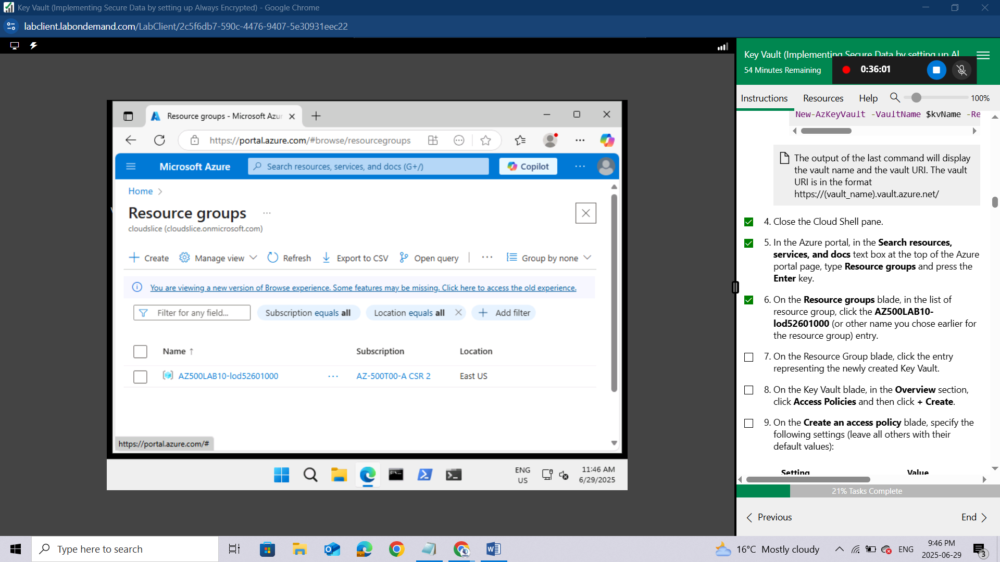 Key Vault (Implementing Secure Data by setting up Always Encrypted) - Google Chrome
labclient.labondemand.com/LabClient/2c5f6db7-590c-4476-9407-5e30931eec22
Resource groups - Microsoft Azur
https://portal.azure.com/#browse/resourcegroups
Microsoft Azure
Search resources, services, and docs (G+/)
Copilot
Home
Resource groups
cloudslice (cloudslice.onmicrosoft.com)
Create
Manage view
Refresh
Export to CSV
Open query
Group by none
You are viewing a new version of Browse experience. Some features may be missing. Click here to access the old experience.
Filter for any field...
Subscription equals all
Location equals all
Add filter
Name ↑
Subscription
Location
AZ500LAB10-lod52601000
AZ-500T00-A CSR 2
East US
https://portal.azure.com/#
ENG
US
11:46 AM
6/29/2025
Key Vault (Implementing Secure Data by setting up Al
54 Minutes Remaining
0:36:01
Instructions
Resources
Help
100%
New-AzKeyVault -VaultName $kvName -Re
The output of the last command will display
the vault name and the vault URI. The vault
URI is in the format
https://(vault_name).vault.azure.net/
4. Close the Cloud Shell pane.
5. In the Azure portal, in the Search resources,
services, and docs text box at the top of the Azure
portal page, type Resource groups and press the
Enter key.
6. On the Resource groups blade, in the list of
resource group, click the AZ500LAB10-
lod52601000 (or other name you chose earlier for
the resource group) entry.
7. On the Resource Group blade, click the entry
representing the newly created Key Vault.
8. On the Key Vault blade, in the Overview section,
click Access Policies and then click + Create.
9. On the Create an access policy blade, specify the
following settings (leave all others with their
default values):
Setting
Value
21% Tasks Complete
Previous
End
Type here to search
16°C Mostly cloudy
ENG
9:46 PM
2025-06-29
3